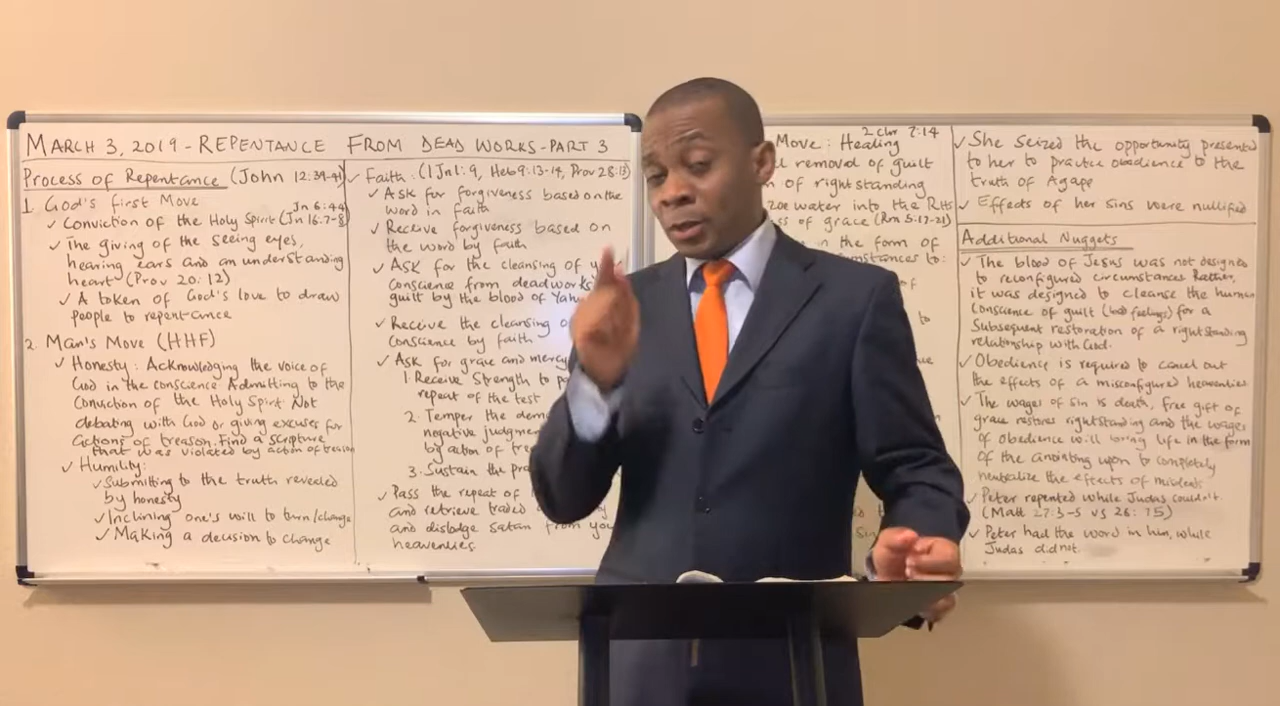 MARCH 3, 2019 - REPENTANCE FROM DEAD WORKS - PART 3
Process of Repentance (John 12:39-41)
1. God's first Move
Jn 6:44
✓ Conviction of the Holy Spirit (Jn 16:7-8)
✓ The giving of the seeing eyes,
hearing ears and an understanding
heart (Prov 20:12)
✓ A token of God's love to draw
people to repentance
2. Man's Move (HHF)
✓ Honesty: Acknowledging the voice of
God in the conscience. Admitting to the
Conviction of the Holy Spirit. Not
debating with God or giving excuses for
actions of treason. Find a scripture
that was violated by action of treason
✓ Humility:
✓ Submitting to the truth revealed
by honesty
✓ Inclining one's will to turn/change
✓ Making a decision to change
✓ Faith: (1Jn1:9, Heb 9:13-14, Prov 28:13)
✓ Ask for forgiveness based on the
word in faith
✓ Receive forgiveness based on
the word by faith
✓ Ask for the cleansing of
Conscience from dead works
guilt by the blood of
✓ Receive the cleansing
conscience by faith
✓ Ask for grace and mercy
1. Receive Strength to
repeat of the test
2. Temper the
negative
by action of
3. Sustain the
✓ Pass the repeat of
and retrieve traded
and dislodge Satan from
heavenlies
Move: Healing
2 Chr 7:14
removal of guilt
of rightstanding
Zoe water into the RHS
of grace (Rm 5:17-21)
in the form of
to:
of
to
✓ She seized the opportunity presented
to her to practice obedience to the
truth of Agape
✓ Effects of her sins were nullified
Additional Nuggets
✓ The blood of Jesus was not designed
to reconfigured circumstances Rather,
it was designed to cleanse the human
Conscience of guilt (bad feelings) for a
Subsequent restoration of a rightstanding
relationship with God.
✓ Obedience is required to cancel out
the effects of a misconfigured heavenlies
✓ The wages of sin is death, free gift of
grace restores rightstanding and the wages
of obedience will bring life in the form
of the anointing upon to completely
neutralize the effects of misdeeds
✓ Peter repented while Judas couldn't.
(Matt 27:3-5 vs 26:75)
✓ Peter had the word in him, while
Judas did not.